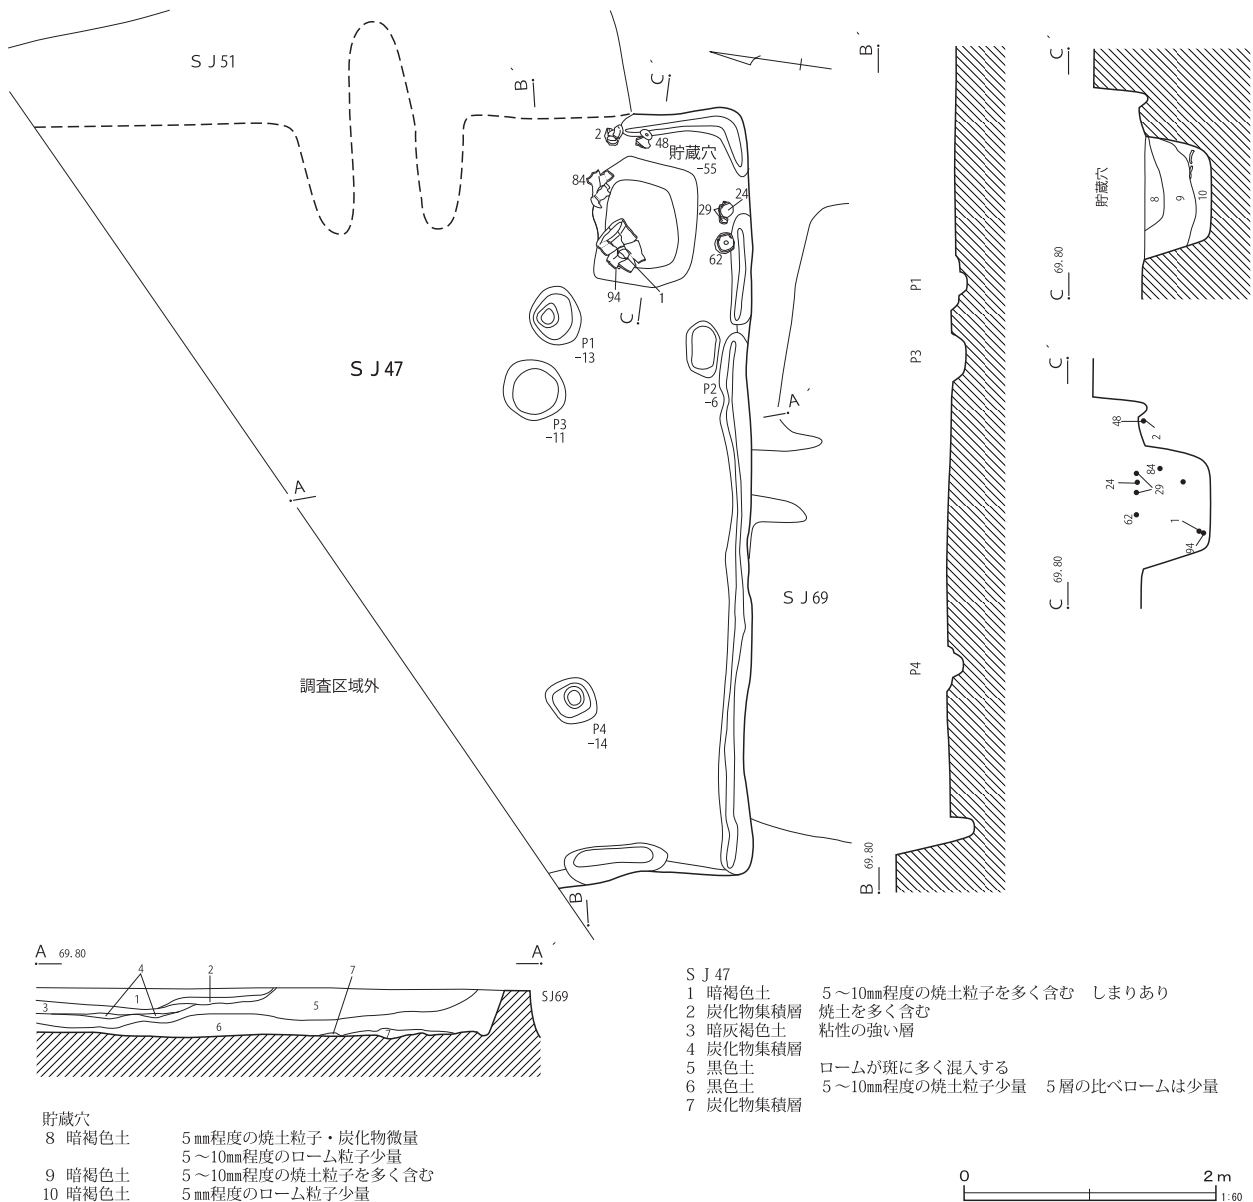 S J 51
B´
C´
B´
C´
2
48
貯蔵穴
-55
84
24
29
62
94
1
C
P1
-13
P2
-6
P3
-11
S J 47
A´
A
S J 69
調査区域外
P4
-14
B
P1
P3
P4
B 69.80
貯蔵穴
8
9
10
C 69.80
C´
48
2
84
24
29
62
1
94
C 69.80
A 69.80
A´
4
2
7
1
3
5
6
7
SJ69
S J 47
1 暗褐色土 5～10㎜程度の焼土粒子を多く含む しまりあり
2 炭化物集積層 焼土を多く含む
3 暗灰褐色土 粘性の強い層
4 炭化物集積層
5 黒色土 ロームが斑に多く混入する
6 黒色土 5～10㎜程度の焼土粒子少量 5層の比べロームは少量
7 炭化物集積層
貯蔵穴
8 暗褐色土 5㎜程度の焼土粒子・炭化物微量
5～10㎜程度のローム粒子少量
9 暗褐色土 5～10㎜程度の焼土粒子を多く含む
10 暗褐色土 5㎜程度のローム粒子少量
0 2m
1:60